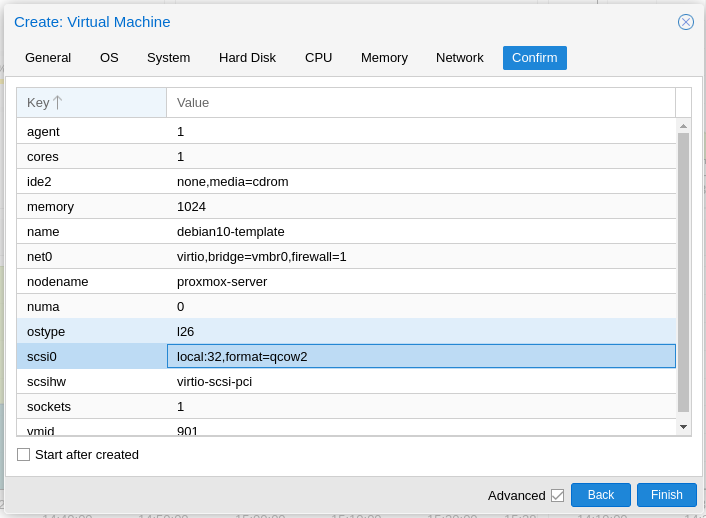 Create: Virtual Machine
General OS System Hard Disk CPU Memory Network Confirm
Key Value
agent 1
cores 1
ide2 none,media=cdrom
memory 1024
name debian10-template
net0 virtio,bridge=vmbr0,firewall=1
nodename proxmox-server
numa 0
ostype l26
scsi0 local:32,format=qcow2
scsihw virtio-scsi-pci
sockets 1
vmid 901
Start after created
Advanced Back Finish